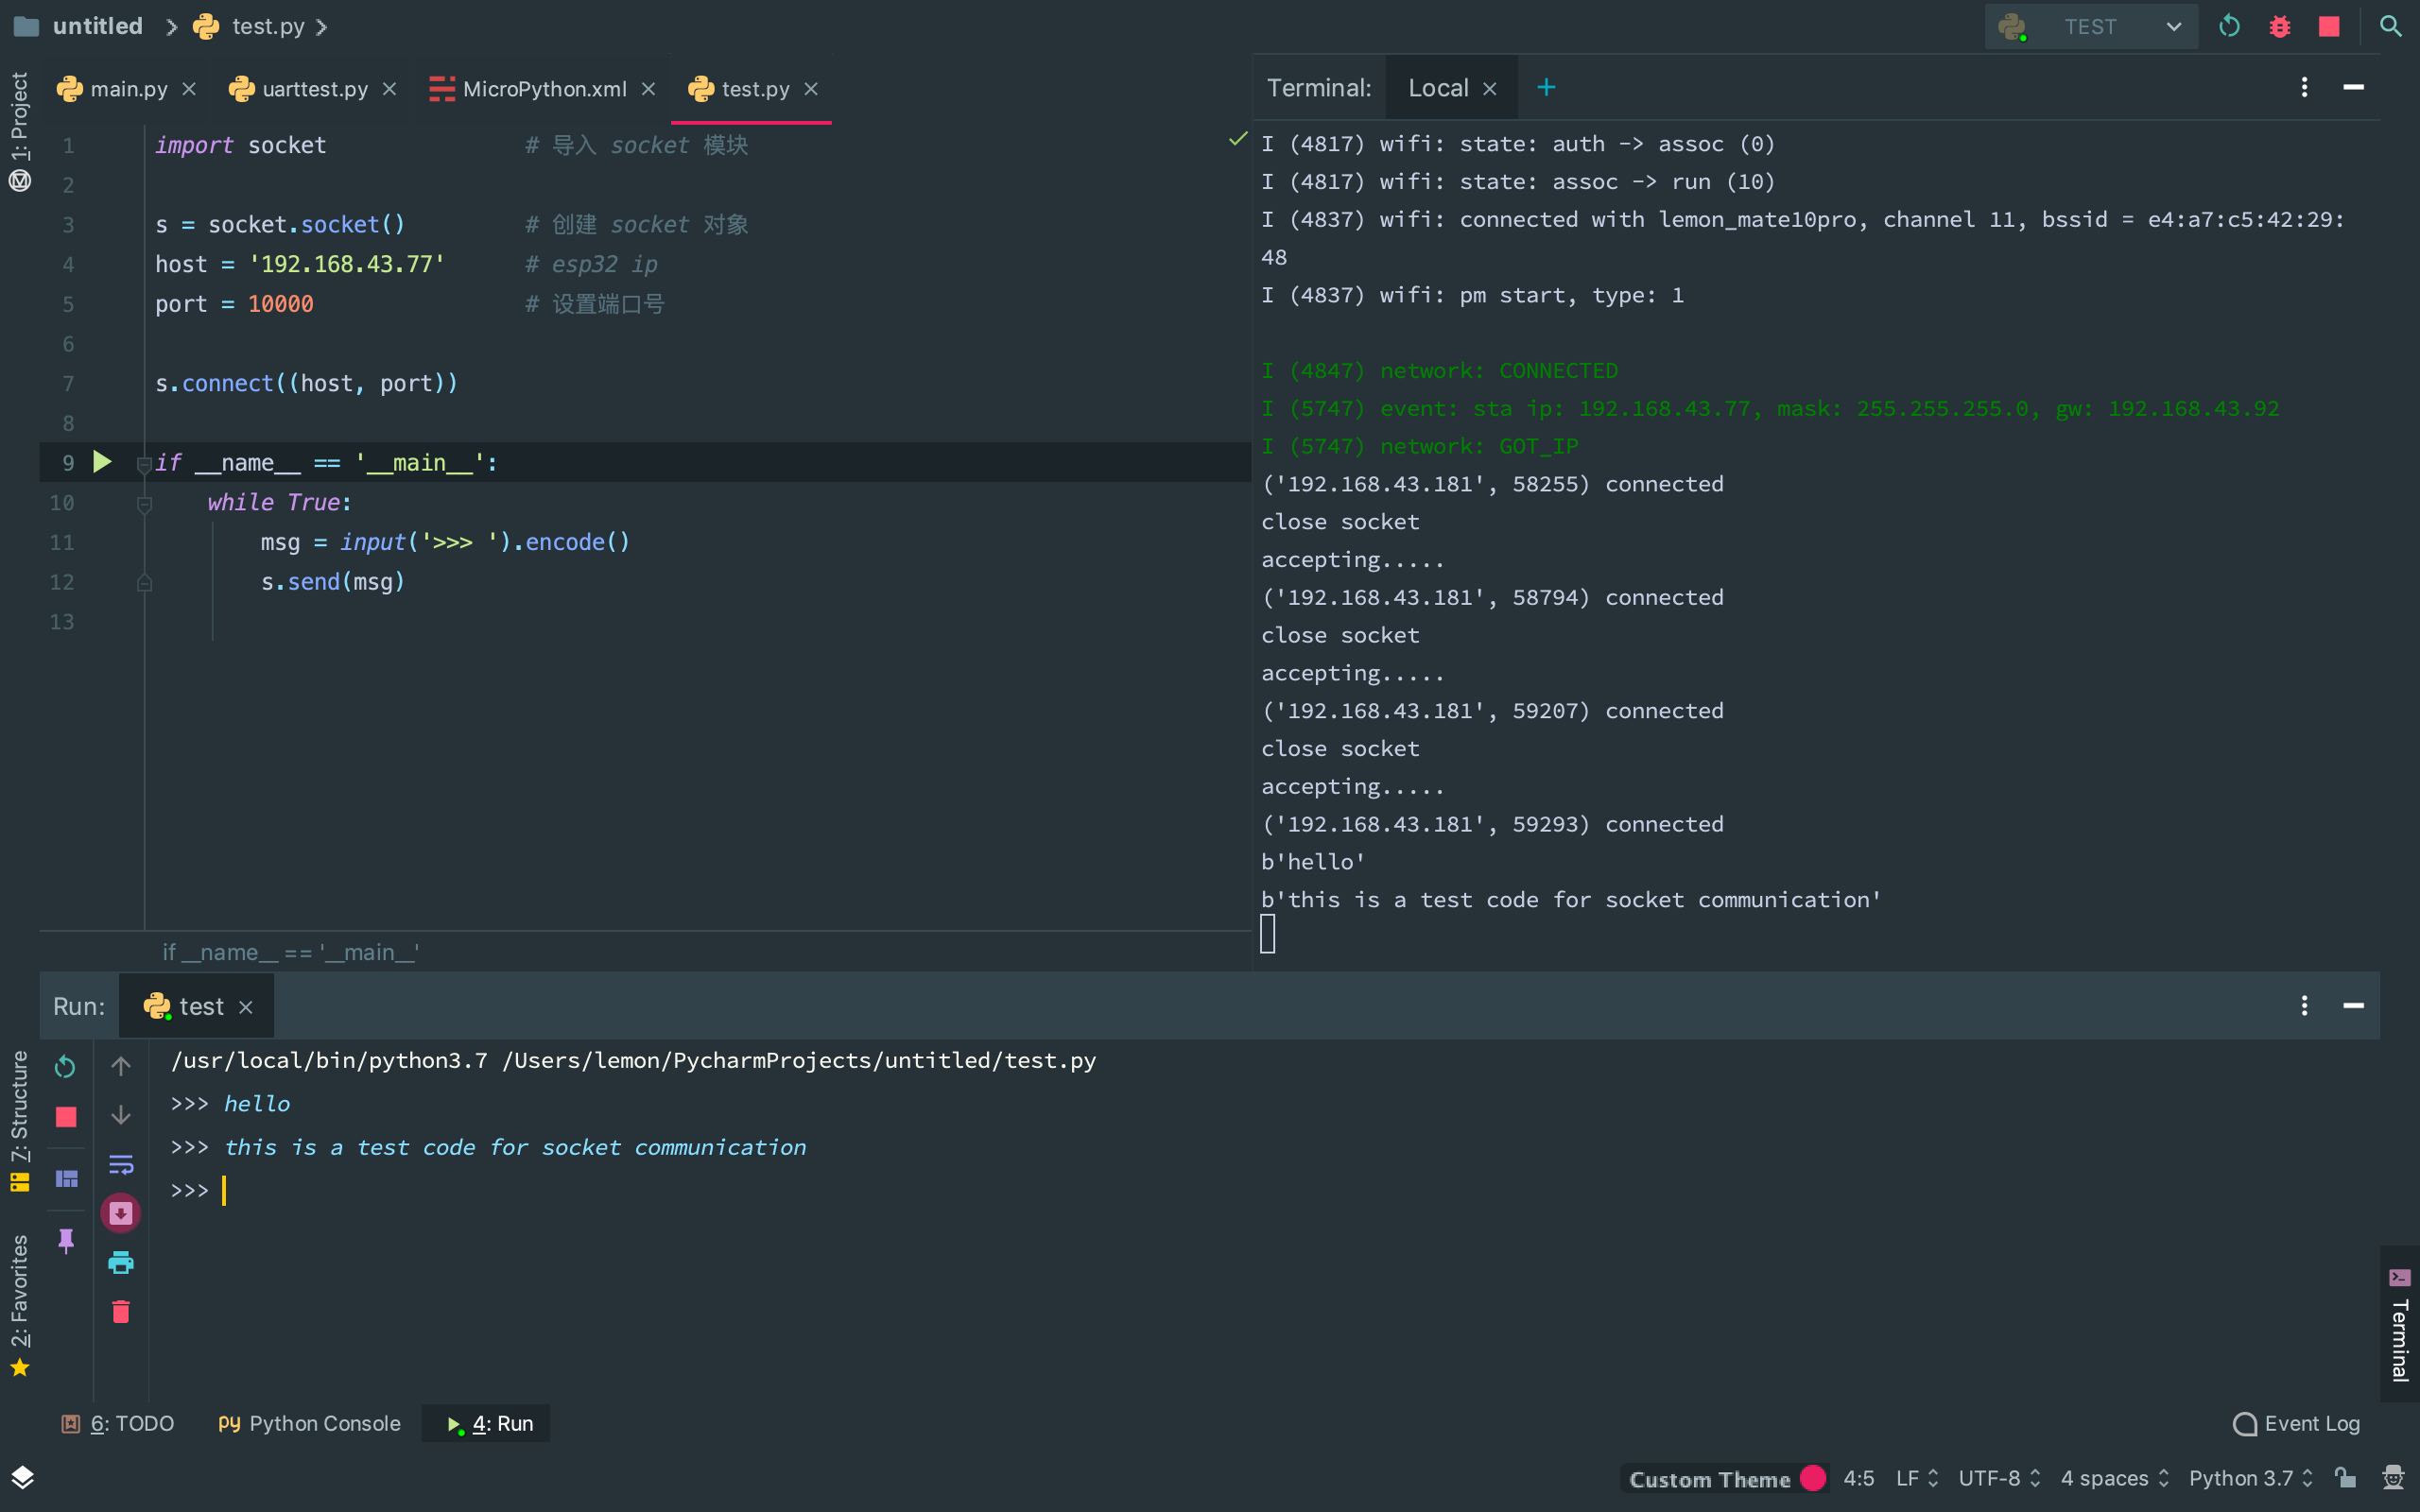 untitled test.py
TEST
1: Project
main.py
uarttest.py
MicroPython.xml
test.py
1 import socket # 导入 socket 模块
2
3 s = socket.socket() # 创建 socket 对象
4 host = '192.168.43.77' # esp32 ip
5 port = 10000 # 设置端口号
6
7 s.connect((host, port))
8
9 if __name__ == '__main__':
10 while True:
11 msg = input('>>> ').encode()
12 s.send(msg)
13
if __name__ == '__main__'
Terminal: Local
I (4817) wifi: state: auth -> assoc (0)
I (4817) wifi: state: assoc -> run (10)
I (4837) wifi: connected with lemon_mate10pro, channel 11, bssid = e4:a7:c5:42:29:
48
I (4837) wifi: pm start, type: 1
I (4847) network: CONNECTED
I (5747) event: sta ip: 192.168.43.77, mask: 255.255.255.0, gw: 192.168.43.92
I (5747) network: GOT_IP
('192.168.43.181', 58255) connected
close socket
accepting.....
('192.168.43.181', 58794) connected
close socket
accepting.....
('192.168.43.181', 59207) connected
close socket
accepting.....
('192.168.43.181', 59293) connected
b'hello'
b'this is a test code for socket communication'
Run: test
/usr/local/bin/python3.7 /Users/lemon/PycharmProjects/untitled/test.py
>>> hello
>>> this is a test code for socket communication
>>>
7: Structure
2: Favorites
Terminal
6: TODO
Python Console
4: Run
Event Log
Custom Theme 4:5 LF UTF-8 4 spaces Python 3.7